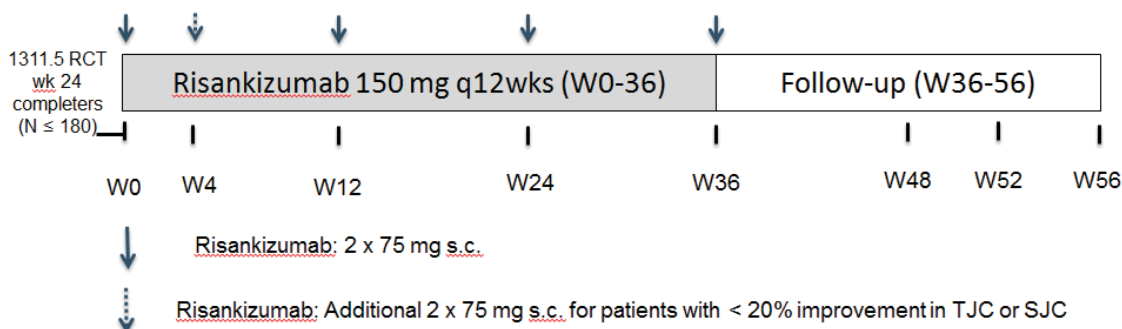 1311.5 RCT
wk 24
completers
(N ≤ 180)
Risankizumab 150 mg q12wks (W0-36)
Follow-up (W36-56)
W0
W4
W12
W24
W36
W48
W52
W56
Risankizumab: 2 x 75 mg s.c.
Risankizumab: Additional 2 x 75 mg s.c. for patients with < 20% improvement in TJC or SJC